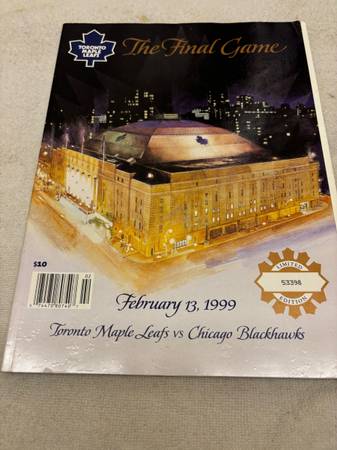 TORONTO
MAPLE
LEAFS
The Final Game
$10
02
LIMITED
53398
EDITION
February 13, 1999
Toronto Maple Leafs vs Chicago Blackhawks